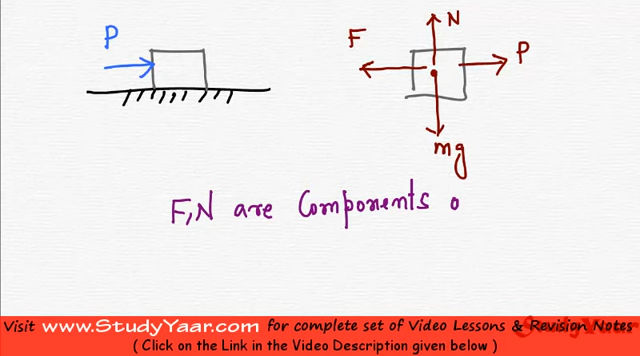 P
N
F
P
mg
F,N are Components o
Visit www.StudyYaar.com for complete set of Video Lessons & Revision Notes
StudyYaar
( Click on the Link in the Video Description given below )